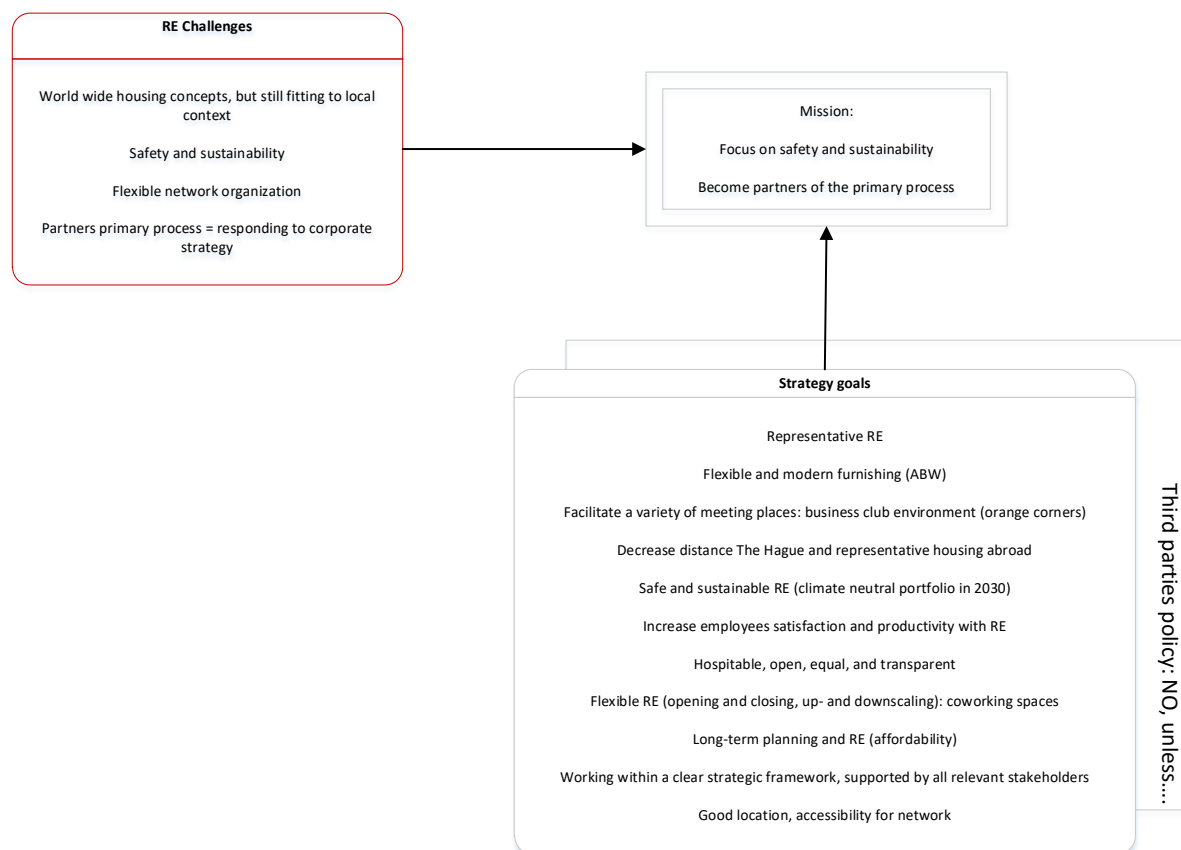 RE Challenges
World wide housing concepts, but still fitting to local
context
Safety and sustainability
Flexible network organization
Partners primary process = responding to corporate
strategy
Mission:
Focus on safety and sustainability
Become partners of the primary process
Strategy goals
Representative RE
Flexible and modern furnishing (ABW)
Facilitate a variety of meeting places: business club environment (orange corners)
Decrease distance The Hague and representative housing abroad
Safe and sustainable RE (climate neutral portfolio in 2030)
Increase employees satisfaction and productivity with RE
Hospitable, open, equal, and transparent
Flexible RE (opening and closing, up- and downscaling): coworking spaces
Long-term planning and RE (affordability)
Working within a clear strategic framework, supported by all relevant stakeholders
Good location, accessibility for network
Third parties policy: NO, unless....